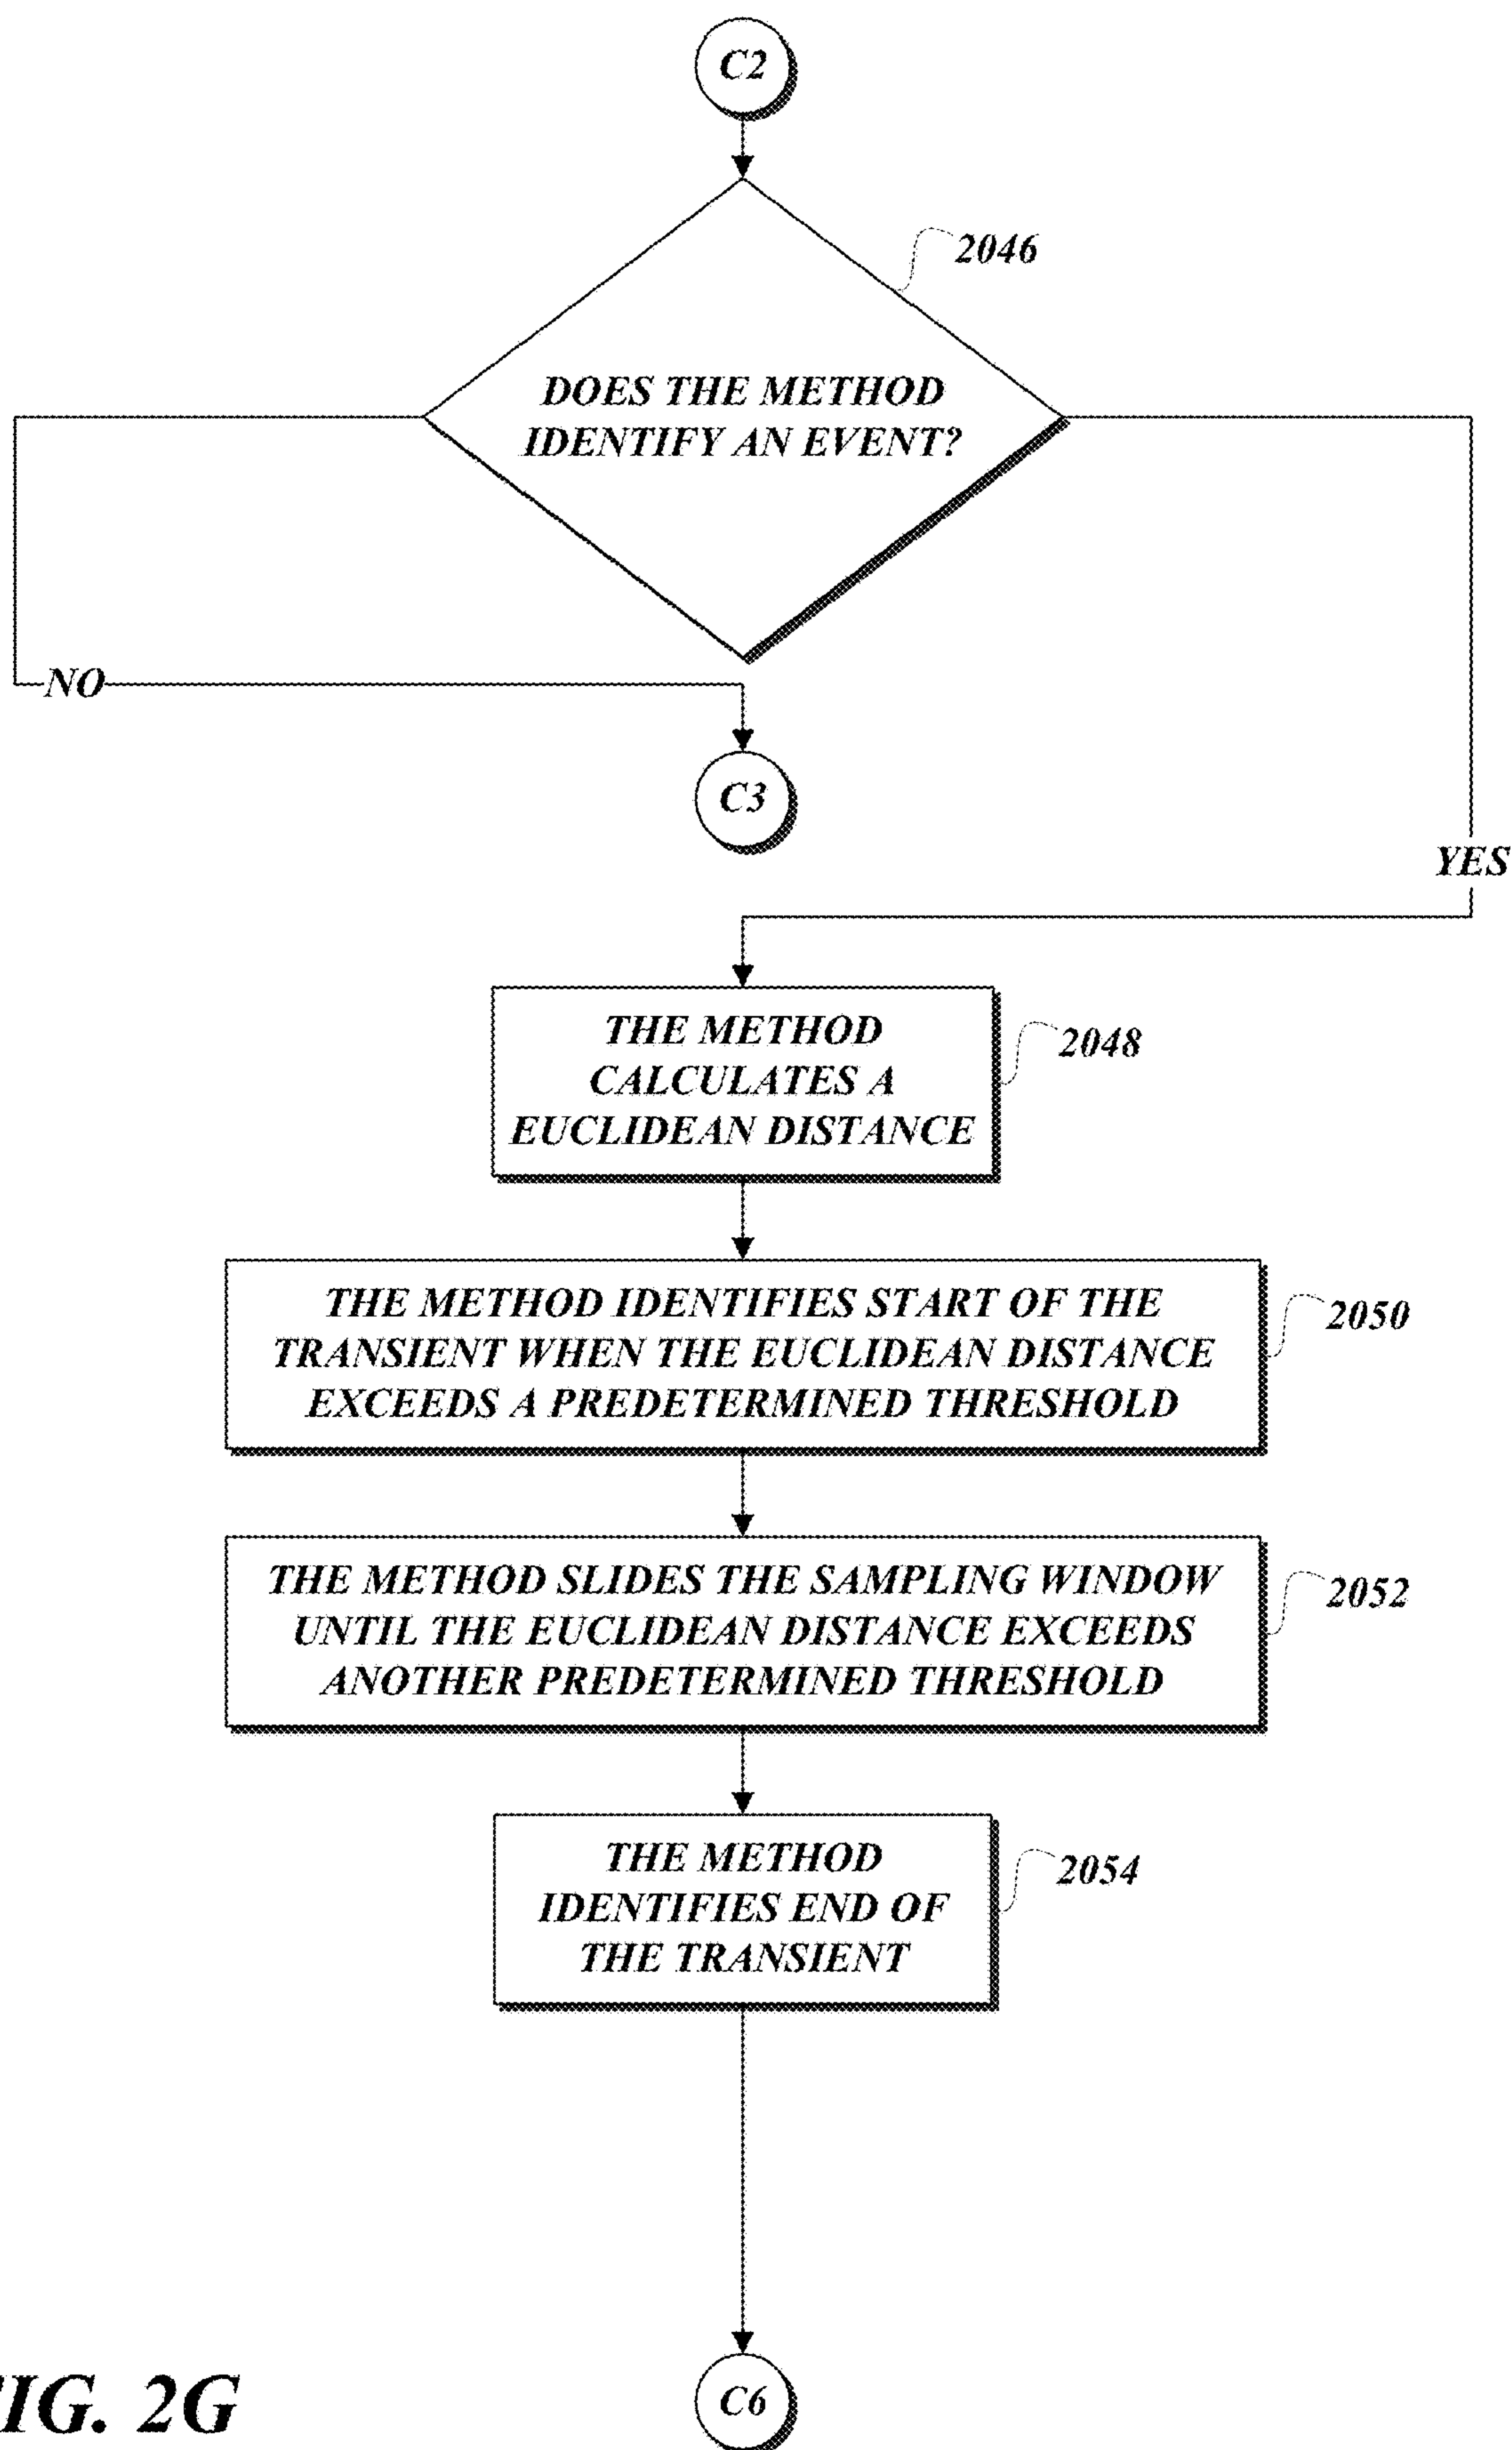 C2
2046
DOES THE METHOD
IDENTIFY AN EVENT?
NO
C3
YES
THE METHOD
CALCULATES A
EUCLIDEAN DISTANCE
2048
THE METHOD IDENTIFIES START OF THE
TRANSIENT WHEN THE EUCLIDEAN DISTANCE
EXCEEDS A PREDETERMINED THRESHOLD
2050
THE METHOD SLIDES THE SAMPLING WINDOW
UNTIL THE EUCLIDEAN DISTANCE EXCEEDS
ANOTHER PREDETERMINED THRESHOLD
2052
THE METHOD
IDENTIFIES END OF
THE TRANSIENT
2054
C6
FIG. 2G